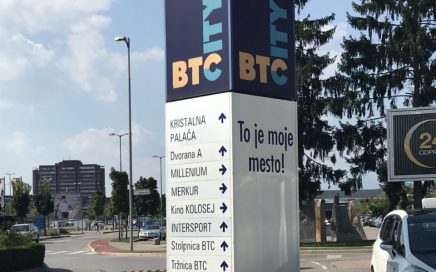 BTC CITY
BTC CITY
KRISTALNA
PALAČA
Dvorana A
MILLENIUM
MERKUR
Kino KOLOSEJ
INTERSPORT
Stolpnica BTC
Tržnica BTC
To je moje
mesto!